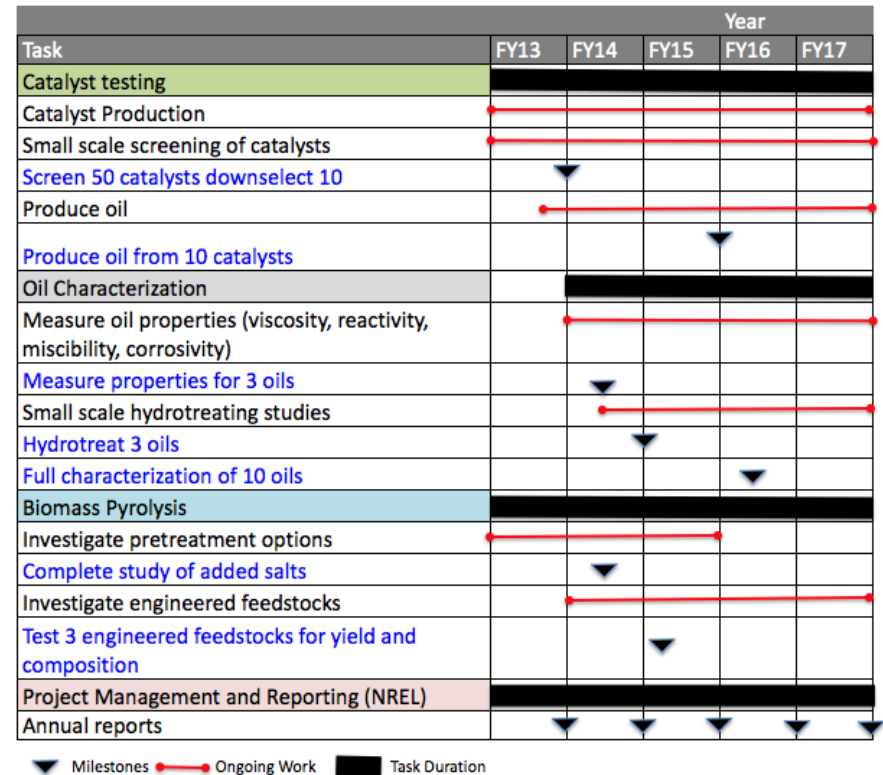 Year
Task FY13 FY14 FY15 FY16 FY17
Catalyst testing
Catalyst Production
Small scale screening of catalysts
Screen 50 catalysts downselect 10
Produce oil
Produce oil from 10 catalysts
Oil Characterization
Measure oil properties (viscosity, reactivity,
miscibility, corrosivity)
Measure properties for 3 oils
Small scale hydrotreating studies
Hydrotreat 3 oils
Full characterization of 10 oils
Biomass Pyrolysis
Investigate pretreatment options
Complete study of added salts
Investigate engineered feedstocks
Test 3 engineered feedstocks for yield and
composition
Project Management and Reporting (NREL)
Annual reports
Milestones Ongoing Work Task Duration